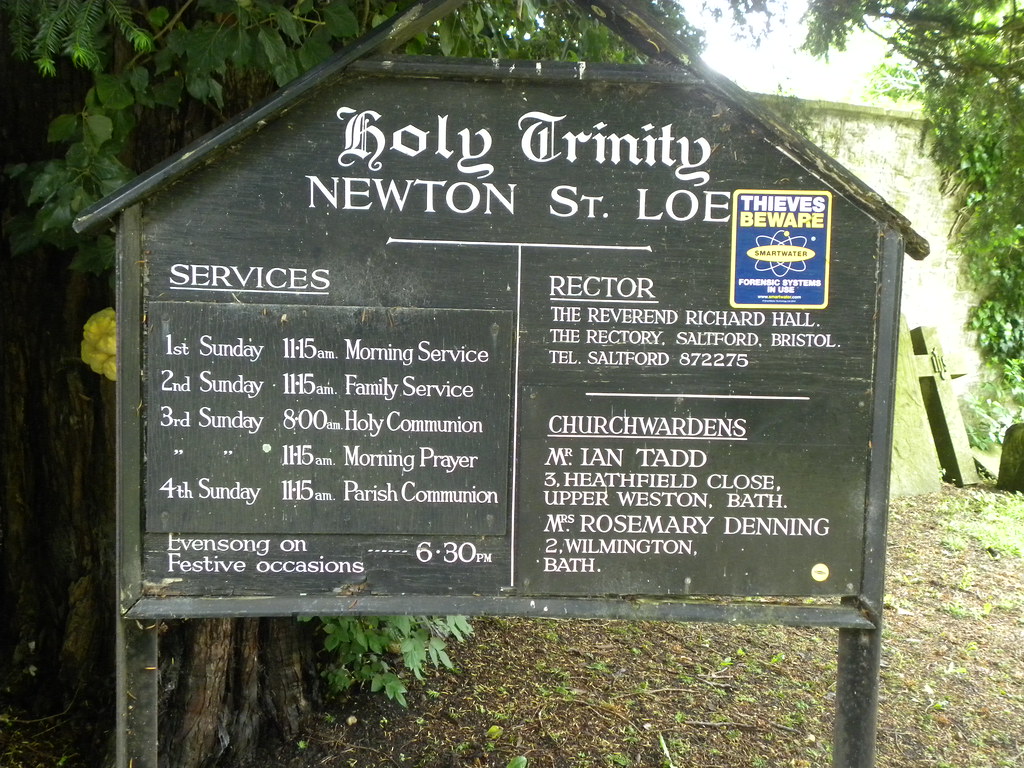 Holy Trinity
NEWTON ST. LOE
THIEVES
BEWARE
SMARTWATER
FORENSIC SYSTEMS
IN USE
www.smartwater.com
SERVICES
1st Sunday 11·15am. Morning Service
2nd Sunday 11·15am. Family Service
3rd Sunday 8·00am. Holy Communion
" " 11·15am. Morning Prayer
4th Sunday 11·15am. Parish Communion
Evensong on
Festive occasions ------ 6·30PM
RECTOR
THE REVEREND RICHARD HALL.
THE RECTORY, SALTFORD, BRISTOL.
TEL. SALTFORD 872275
CHURCHWARDENS
MR. IAN TADD
3, HEATHFIELD CLOSE,
UPPER WESTON, BATH.
MRS ROSEMARY DENNING
2, WILMINGTON,
BATH.